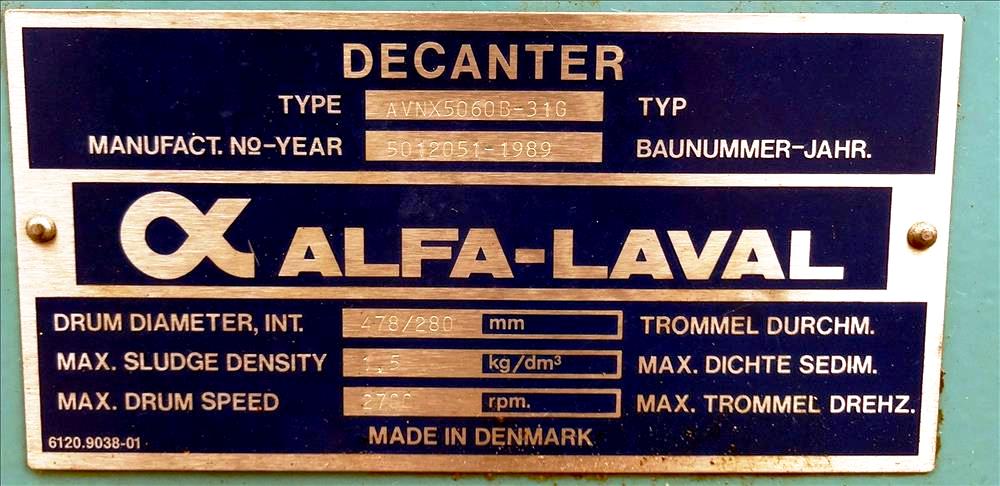 DECANTER
TYPE AVNX5060B-31G TYP
MANUFACT. Nº-YEAR 5012051-1989 BAUNUMMER-JAHR.
ALFA-LAVAL
DRUM DIAMETER, INT. 478/280 mm TROMMEL DURCHM.
MAX. SLUDGE DENSITY 1,5 kg/dm³ MAX. DICHTE SEDIM.
MAX. DRUM SPEED rpm. MAX. TROMMEL DREHZ.
6120.9038-01 MADE IN DENMARK